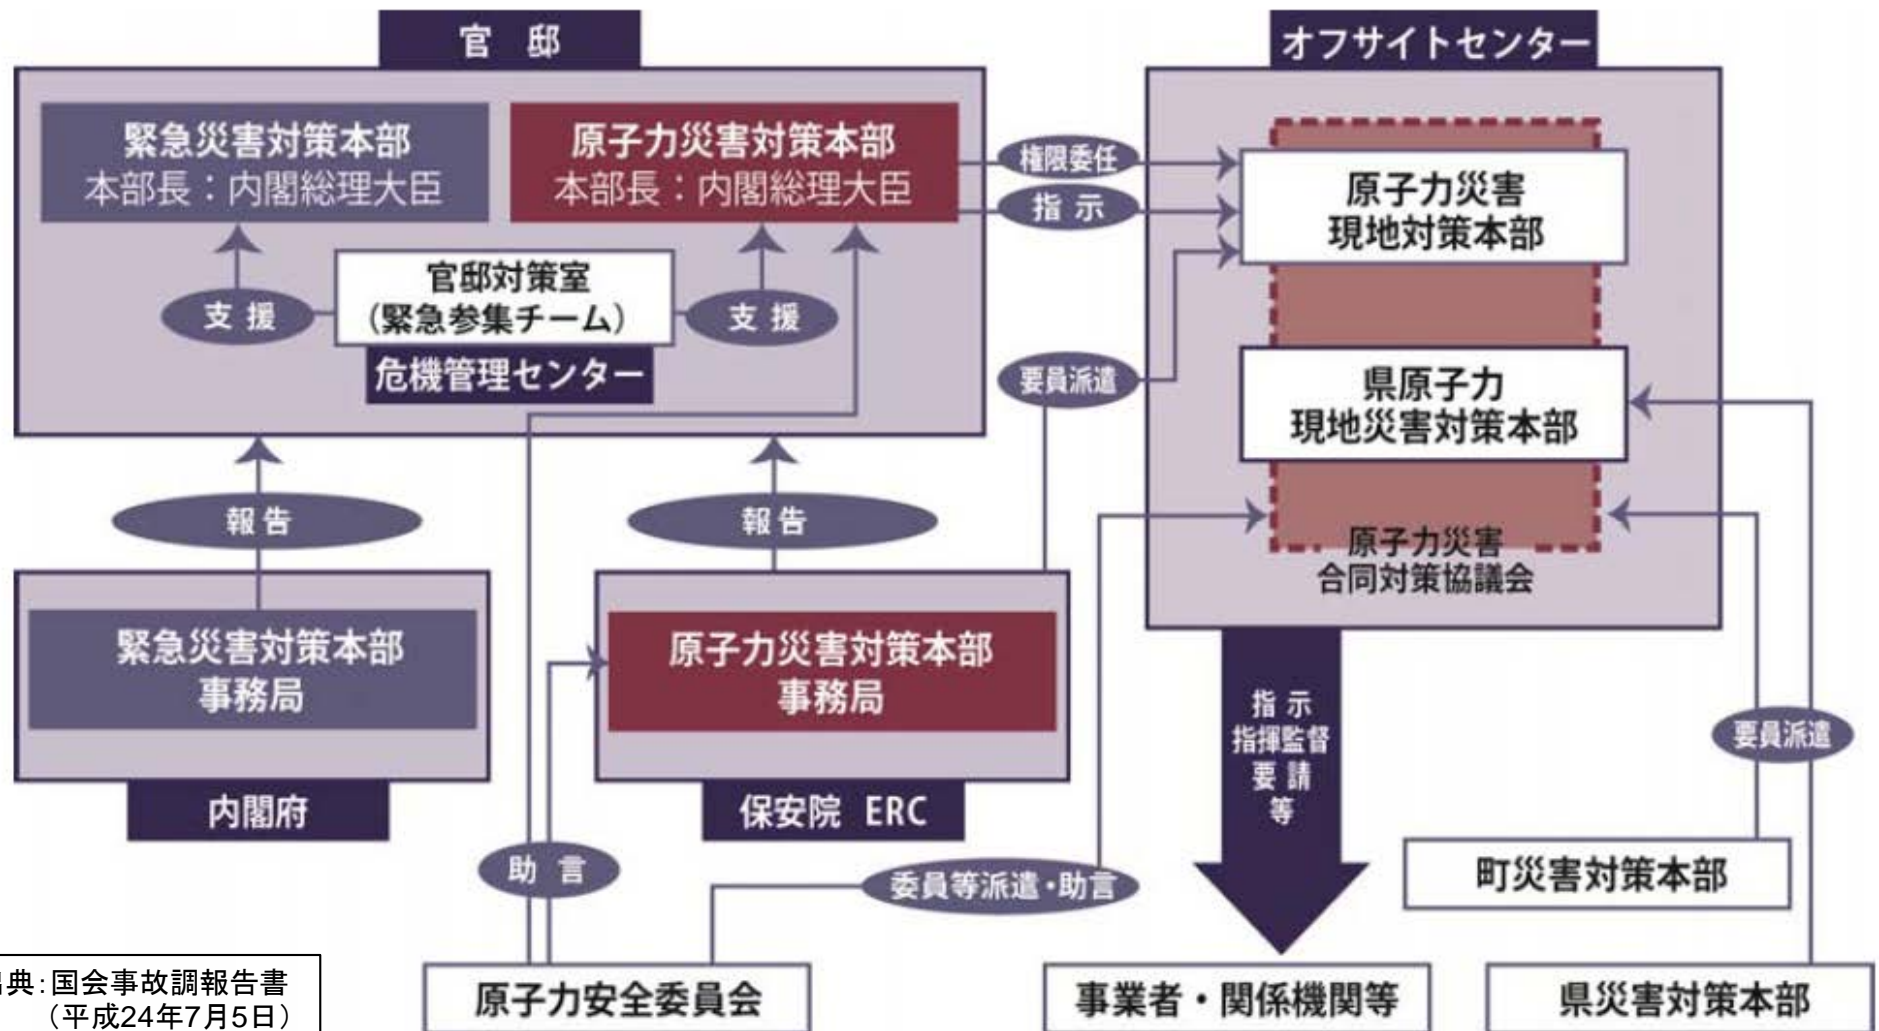 官 邸
緊急災害対策本部
本部長：内閣総理大臣
原子力災害対策本部
本部長：内閣総理大臣
官邸対策室
（緊急参集チーム）
危機管理センター
支 援
支 援
権限委任
指 示
要員派遣
オフサイトセンター
原子力災害
現地対策本部
県原子力
現地災害対策本部
原子力災害
合同対策協議会
報 告
報 告
緊急災害対策本部
事務局
内閣府
原子力災害対策本部
事務局
保安院 ERC
指 示
指揮監督
要 請
等
要員派遣
助 言
委員等派遣・助言
町災害対策本部
原子力安全委員会
事業者・関係機関等
県災害対策本部
典：国会事故調報告書
（平成24年7月5日）